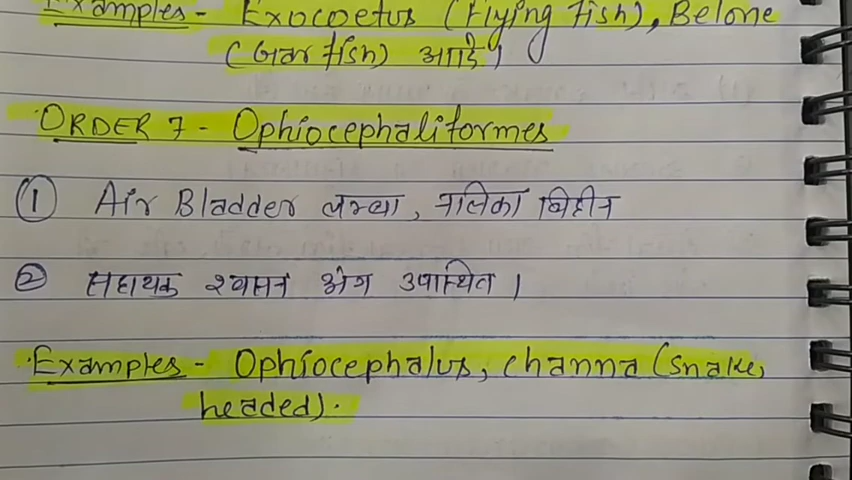 Examples - Exocoetus (Flying fish), Belone
(Gar fish) आदि।
ORDER 7 - Ophiocephaliformes
① Air Bladder लम्बा, नलिका विहीन
② सहायक श्वसन अंग उपास्थित।
Examples - Ophiocephalus, Channa (snake,
headed).